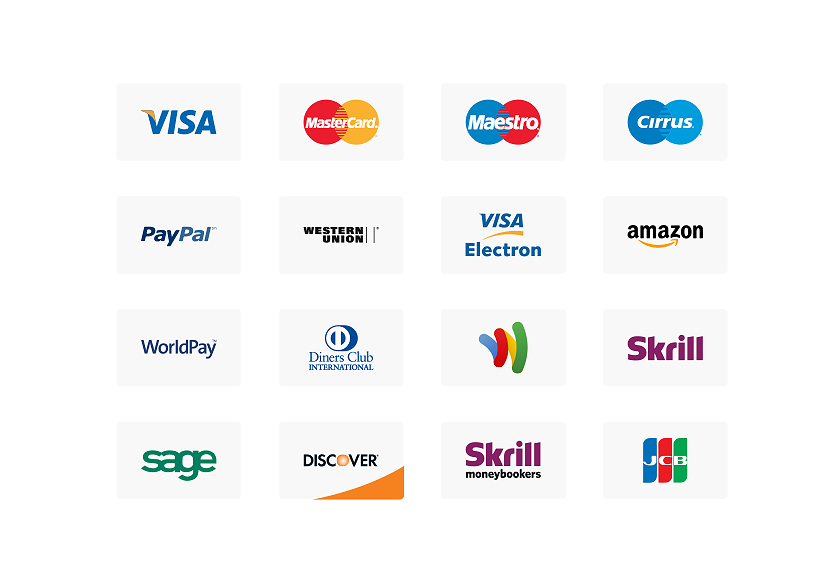 VISA
MasterCard.
Maestro
Cirrus
PayPal
WESTERN
UNION
VISA
Electron
amazon
WorldPay
Diners Club
INTERNATIONAL
Skrill
sage
DISCOVER
Skrill
moneybookers
JCB